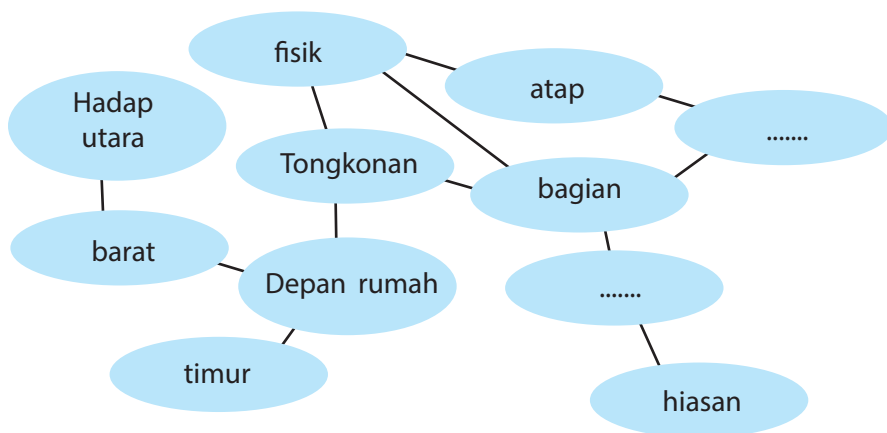 fisik
atap
Hadap
utara
.......
Tongkonan
bagian
barat
Depan rumah
.......
timur
hiasan